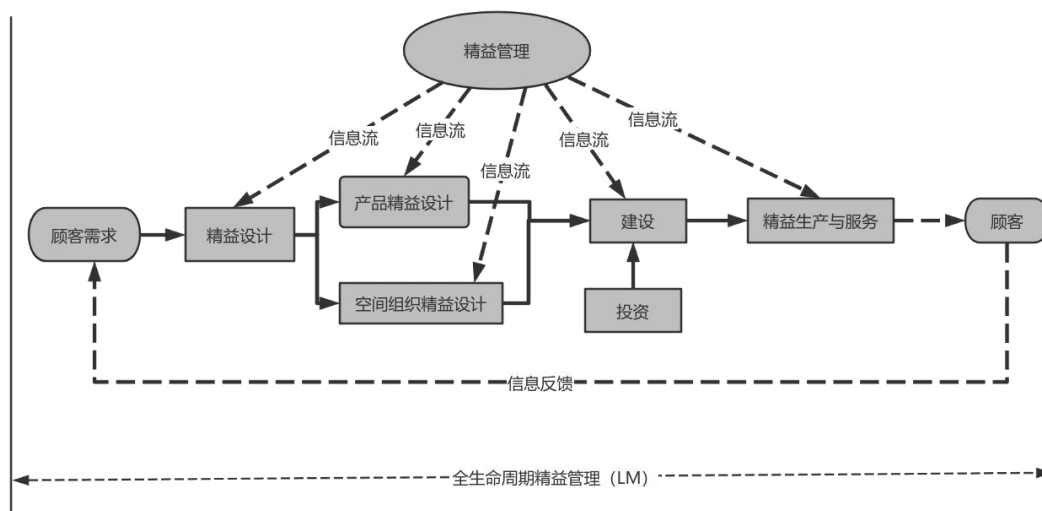 精益管理
信息流
信息流
信息流
信息流
信息流
产品精益设计
顾客需求
精益设计
建设
精益生产与服务
顾客
空间组织精益设计
投资
信息反馈
全生命周期精益管理（LM）